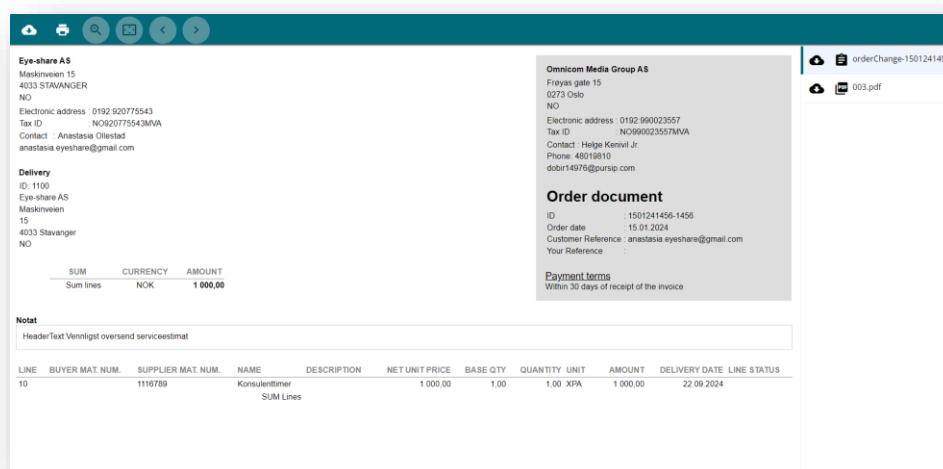 Eye-share AS
Maskinveien 15
4033 STAVANGER
NO
Electronic address : 0192:920775543
Tax ID : NO920775543MVA
Contact : Anastasia Ollestad
anastasia.eyeshare@gmail.com
Delivery
ID: 1100
Eye-share AS
Maskinveien
15
4033 Stavanger
NO
SUM CURRENCY AMOUNT
Sum lines NOK 1 000,00
Omnicom Media Group AS
Frøyas gate 15
0273 Oslo
NO
Electronic address : 0192:990023557
Tax ID : NO990023557MVA
Contact : Helge Kenivil Jr.
Phone: 48019810
dobir14976@pursip.com
Order document
ID : 1501241456-1456
Order date : 15.01.2024
Customer Reference : anastasia.eyeshare@gmail.com
Your Reference :
Payment terms
Within 30 days of receipt of the invoice
Notat
HeaderText:Vennligst oversend serviceestimat
LINE BUYER MAT. NUM. SUPPLIER MAT. NUM. NAME DESCRIPTION NET UNIT PRICE BASE QTY QUANTITY UNIT AMOUNT DELIVERY DATE LINE STATUS
10 1116789 Konsulenttimer 1 000,00 1,00 1,00 XPA 1 000,00 22.09.2024
SUM Lines
orderChange-150124145
PDF 003.pdf